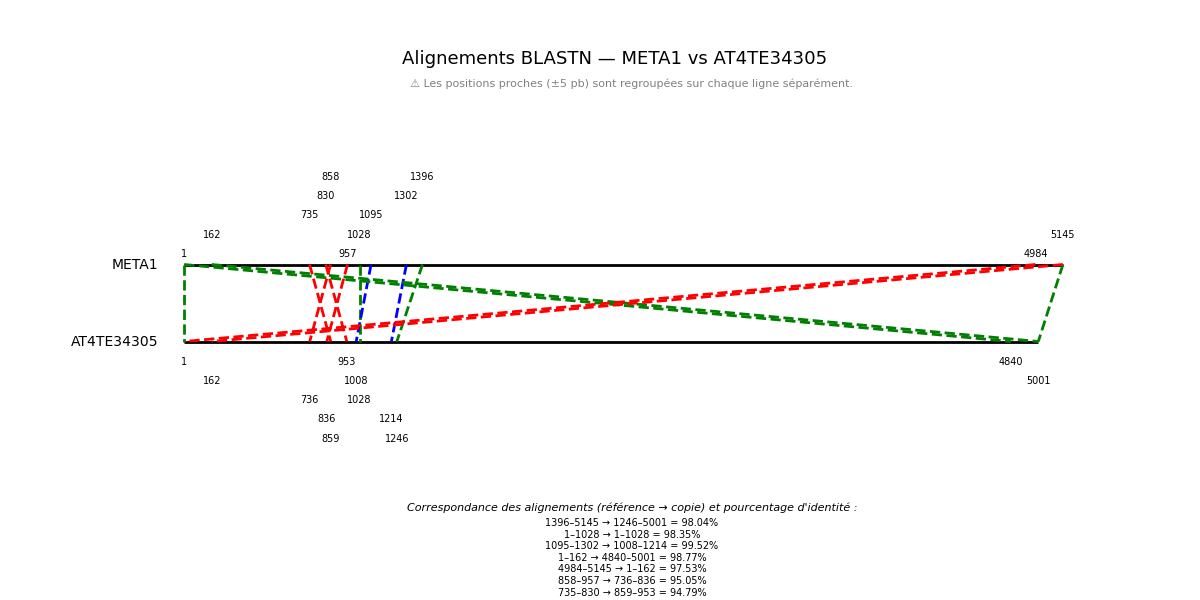 Alignements BLASTN — META1 vs AT4TE34305
⚠ Les positions proches (±5 pb) sont regroupées sur chaque ligne séparément.
858 1396
830 1302
735 1095
162 1028 5145
1 957 4984
META1
AT4TE34305
1 953 4840
162 1008 5001
736 1028
836 1214
859 1246
Correspondance des alignements (référence → copie) et pourcentage d'identité :
1396–5145 → 1246–5001 = 98.04%
1–1028 → 1–1028 = 98.35%
1095–1302 → 1008–1214 = 99.52%
1–162 → 4840–5001 = 98.77%
4984–5145 → 1–162 = 97.53%
858–957 → 736–836 = 95.05%
735–830 → 859–953 = 94.79%